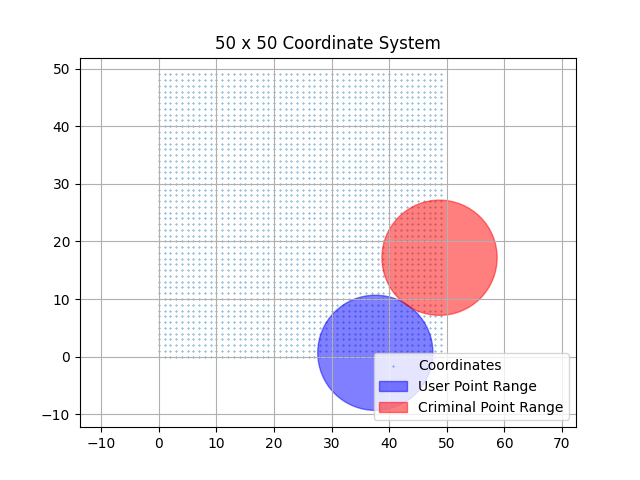 50 x 50 Coordinate System
50
40
30
20
10
0
−10
Coordinates
User Point Range
Criminal Point Range
−10 0 10 20 30 40 50 60 70